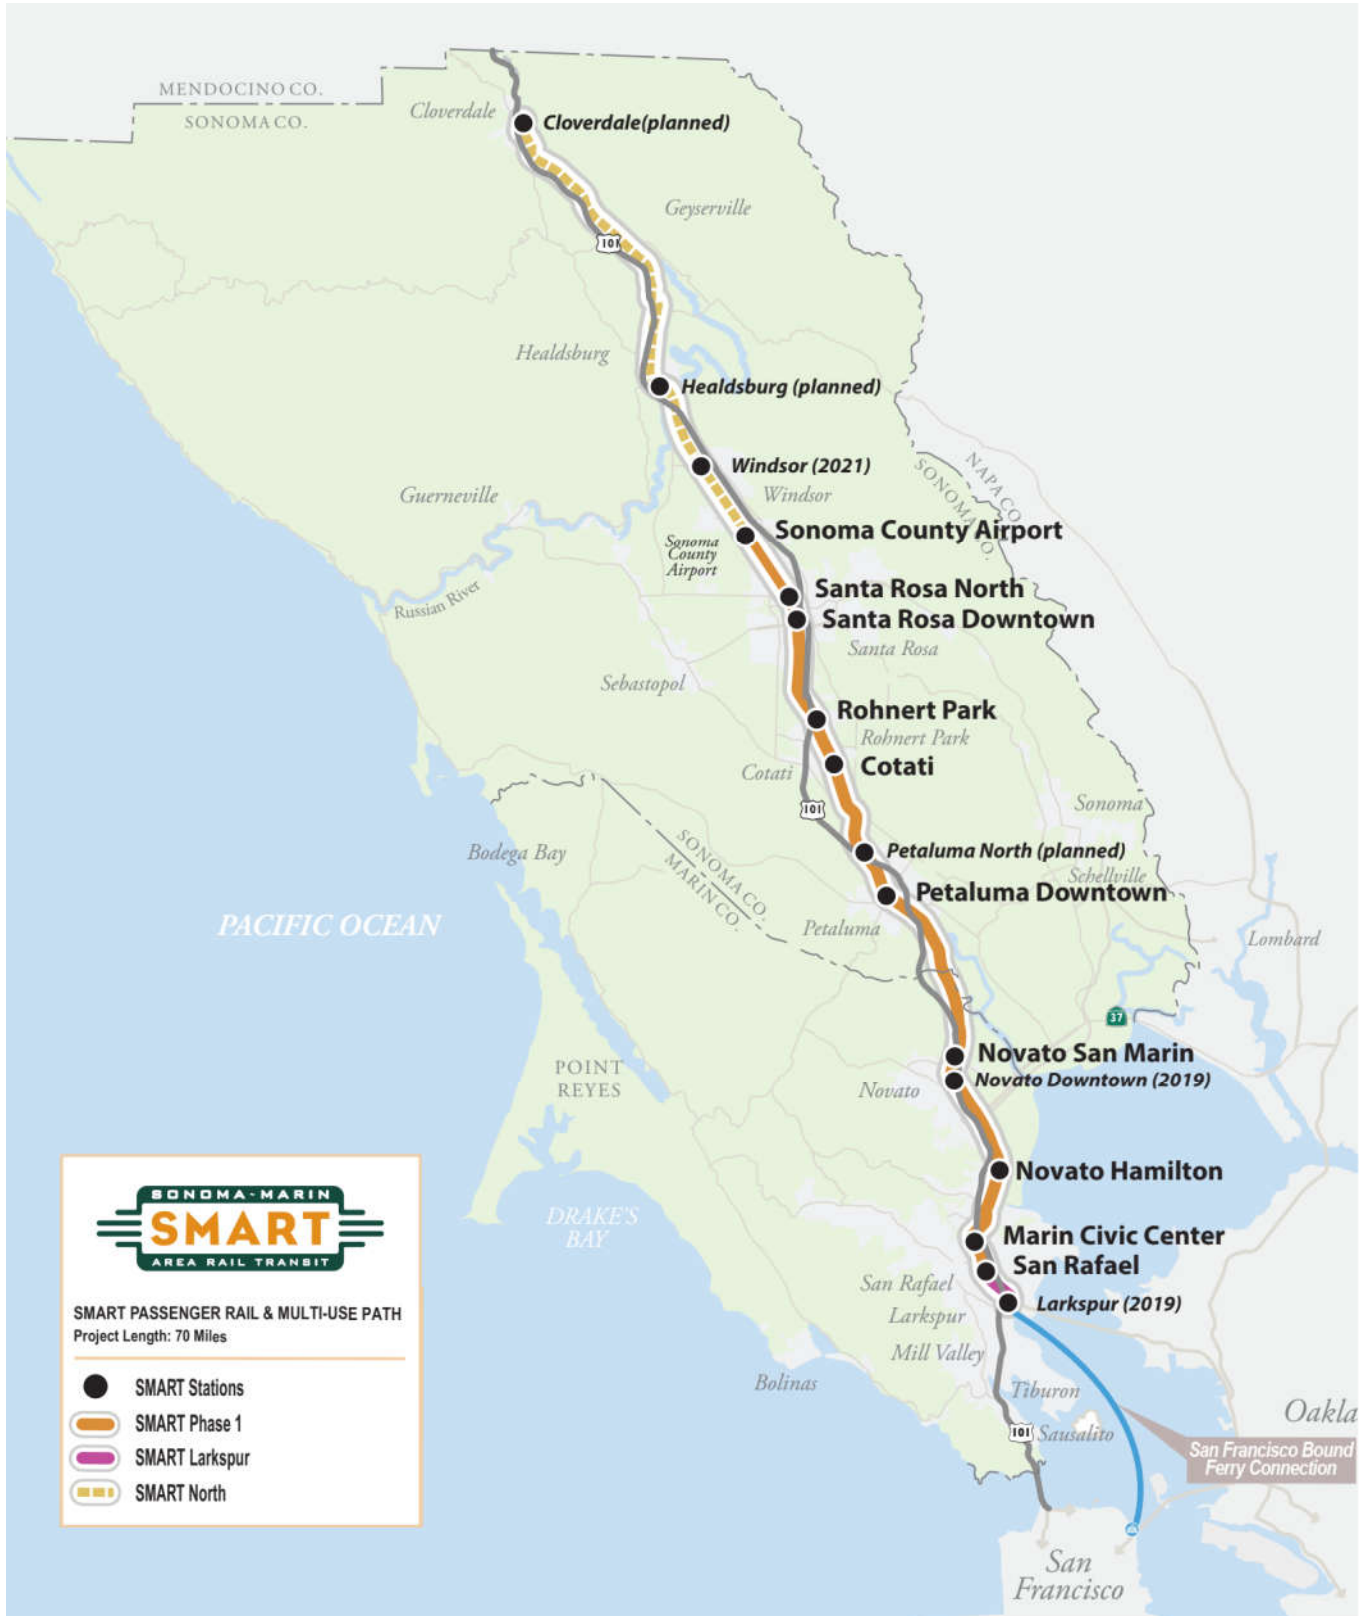 MENDOCINO CO.
SONOMA CO.
Cloverdale
Cloverdale(planned)
Geyserville
101
Healdsburg
Healdsburg (planned)
Windsor (2021)
NAPA CO.
SONOMA CO.
Guerneville
Windsor
Sonoma County Airport
Sonoma
County
Airport
Russian River
Santa Rosa North
Santa Rosa Downtown
Santa Rosa
Sebastopol
Rohnert Park
Rohnert Park
Cotati
Cotati
101
Sonoma
SONOMA CO.
MARIN CO.
Bodega Bay
Petaluma North (planned)
Schellville
Petaluma Downtown
PACIFIC OCEAN
Petaluma
Lombard
37
Novato San Marin
POINT
REYES
Novato
Novato Downtown (2019)
Novato Hamilton
DRAKE'S
BAY
Marin Civic Center
San Rafael
San Rafael
Larkspur (2019)
Larkspur
Mill Valley
Bolinas
Tiburon
Oakla
101
Sausalito
San Francisco Bound
Ferry Connection
San
Francisco
SONOMA-MARIN
SMART
AREA RAIL TRANSIT
SMART PASSENGER RAIL & MULTI-USE PATH
Project Length: 70 Miles
SMART Stations
SMART Phase 1
SMART Larkspur
SMART North